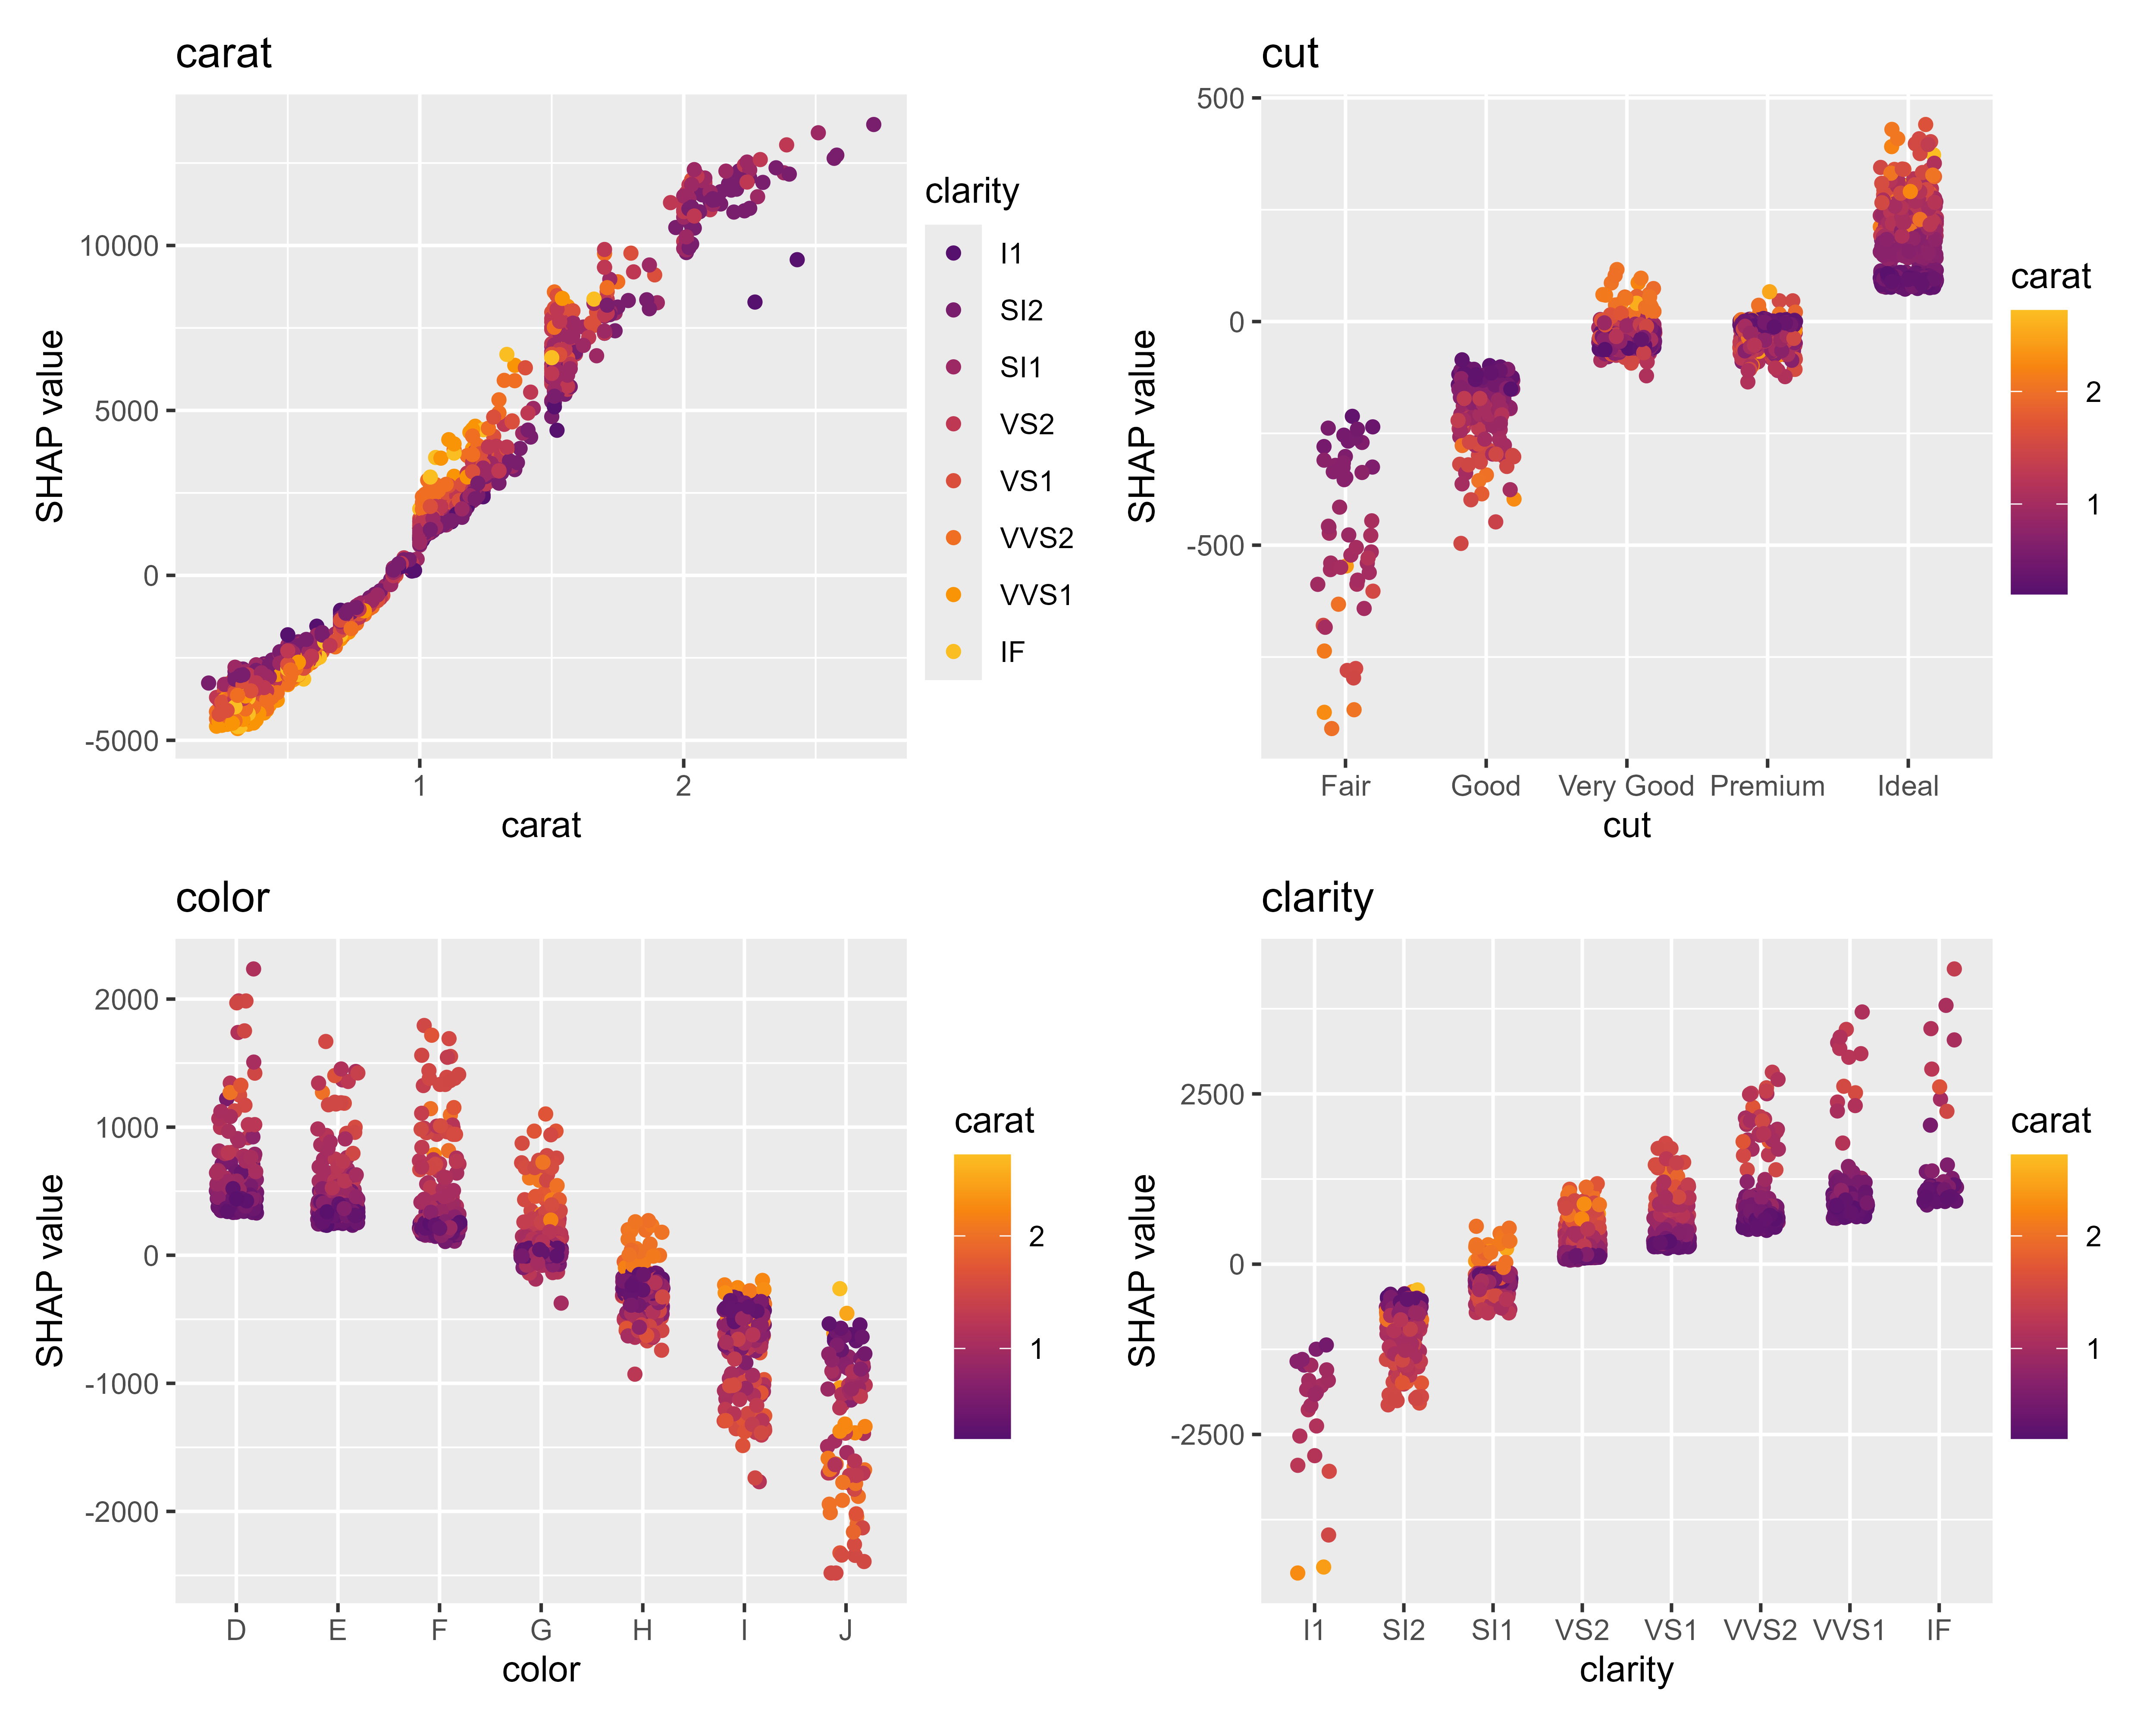 carat
SHAP value
10000
5000
0
-5000
1
2
carat
clarity
I1
SI2
SI1
VS2
VS1
VVS2
VVS1
IF
cut
SHAP value
500
0
-500
Fair
Good
Very Good
Premium
Ideal
cut
carat
2
1
color
SHAP value
2000
1000
0
-1000
-2000
D
E
F
G
H
I
J
color
carat
2
1
clarity
SHAP value
2500
0
-2500
I1
SI2
SI1
VS2
VS1
VVS2
VVS1
IF
clarity
carat
2
1